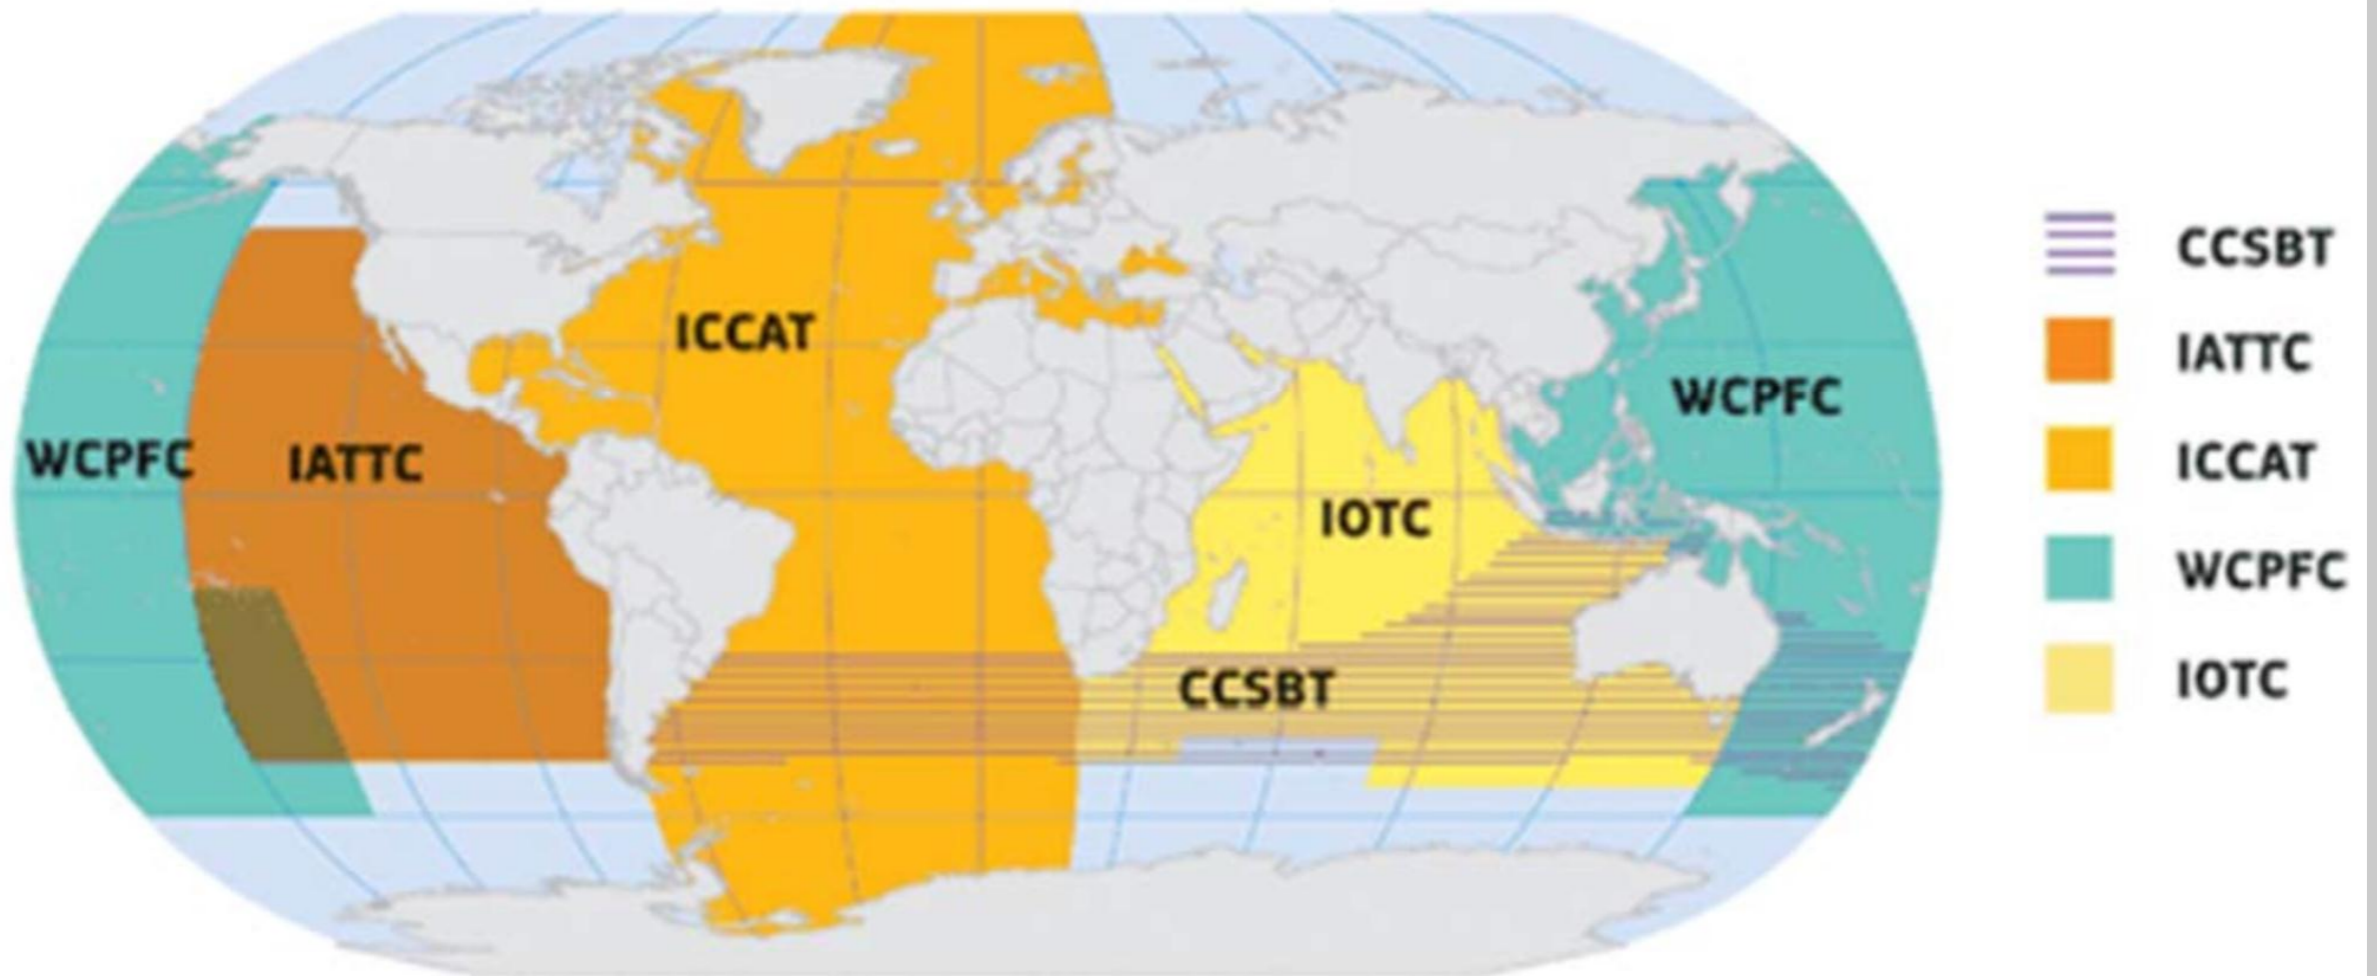 ICCAT
WCPFC
WCPFC
IATTC
IOTC
CCSBT
CCSBT
IATTC
ICCAT
WCPFC
IOTC